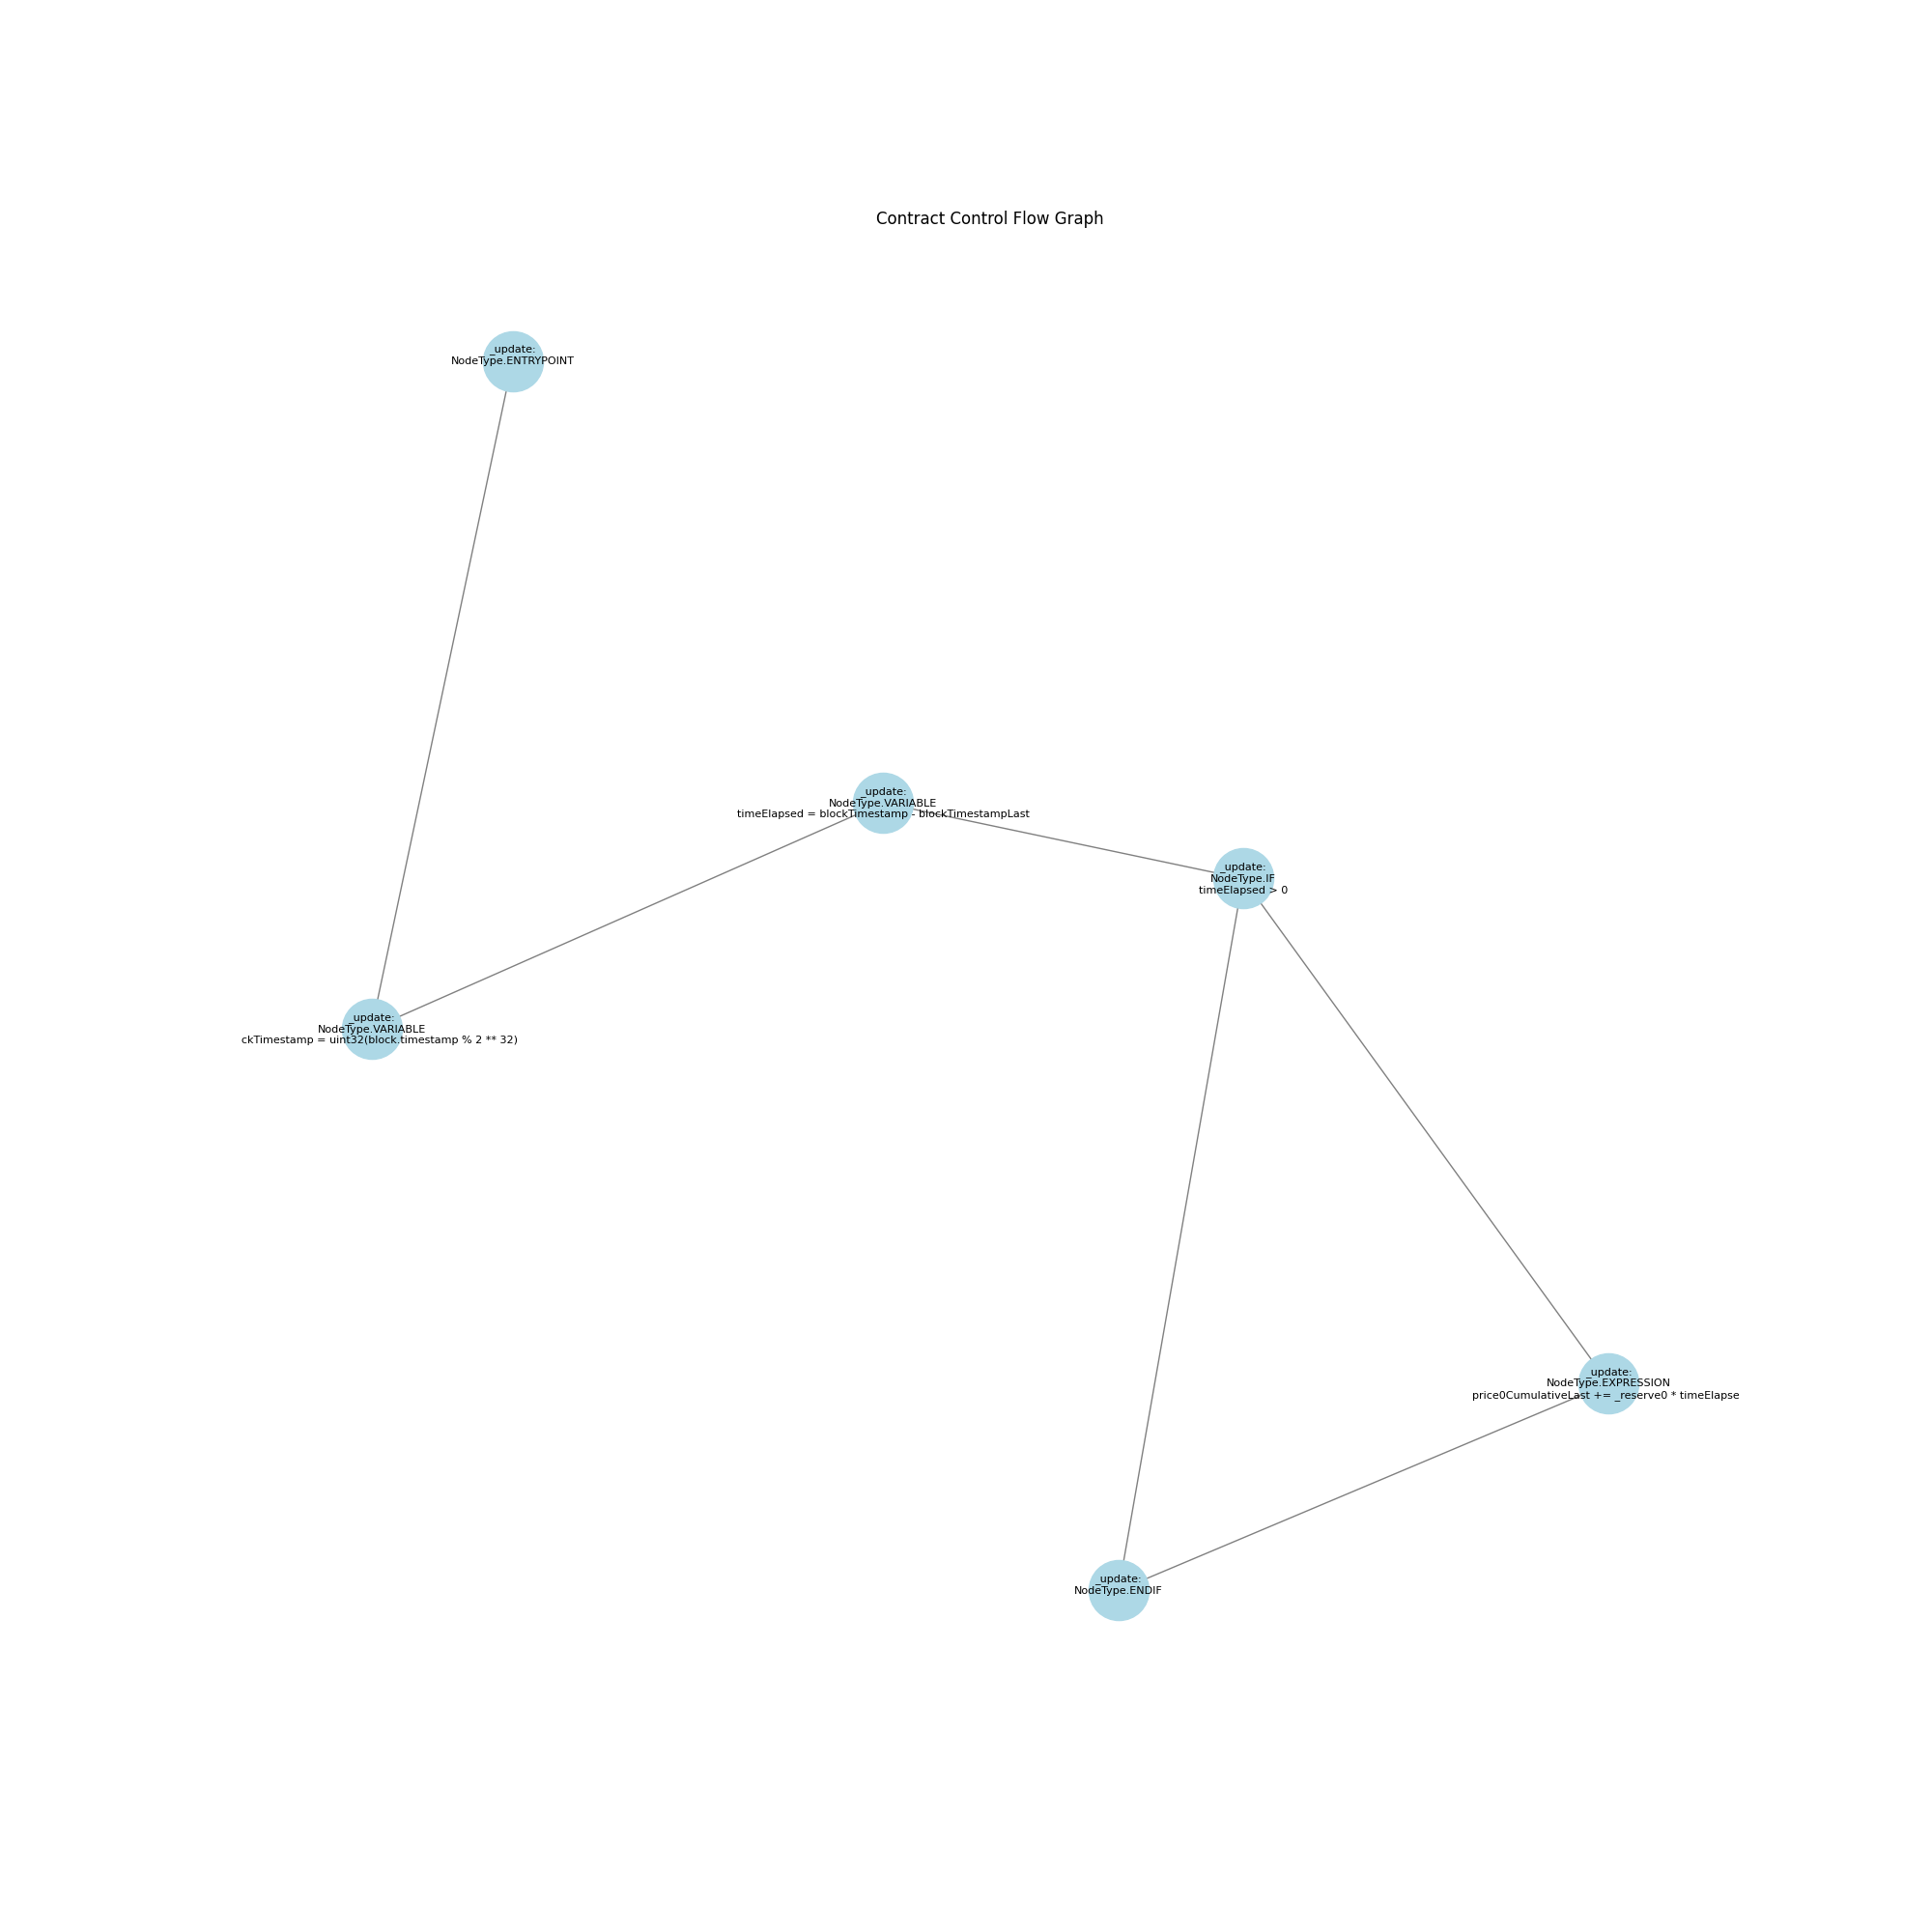 Contract Control Flow Graph
_update:
NodeType.ENTRYPOINT
_update:
NodeType.VARIABLE
timeElapsed = blockTimestamp - blockTimestampLast
_update:
NodeType.IF
timeElapsed > 0
_update:
NodeType.VARIABLE
ckTimestamp = uint32(block.timestamp % 2 ** 32)
_update:
NodeType.EXPRESSION
price0CumulativeLast += _reserve0 * timeElapse
_update:
NodeType.ENDIF